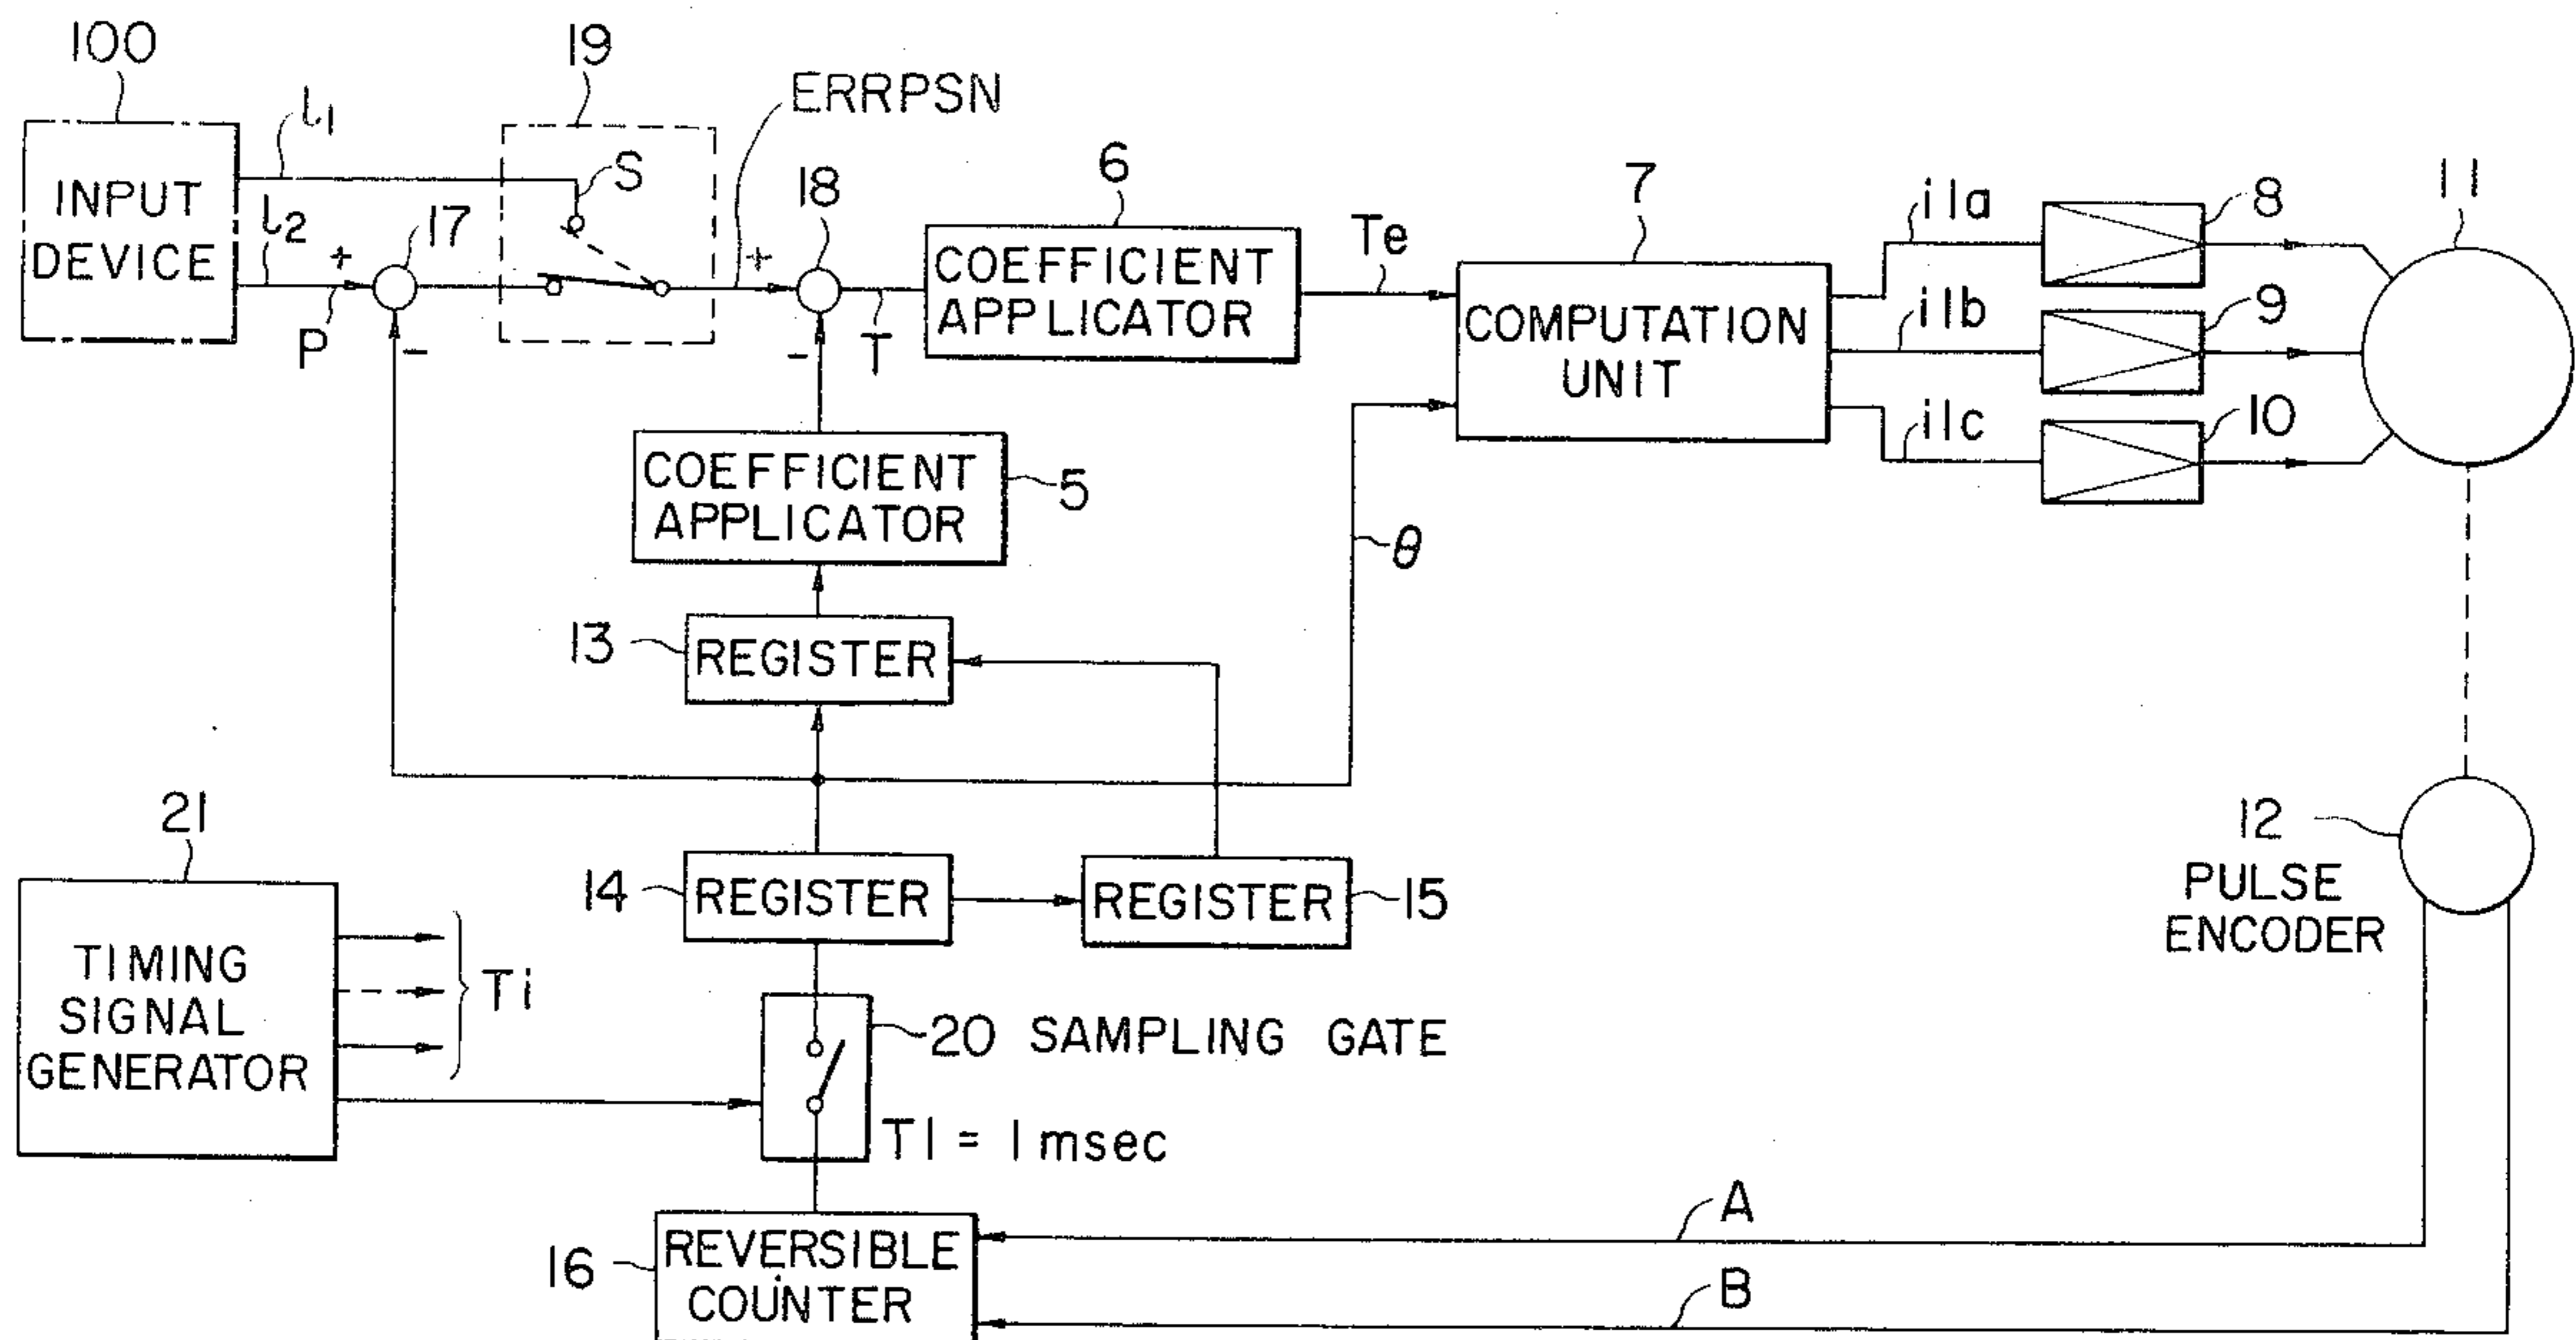 100
19
ERRPSN
l1
S
6
7
11
INPUT
DEVICE
l2
17
18
+
P
-
+
-
T
COEFFICIENT
APPLICATOR
Te
COMPUTATION
UNIT
i1a
8
i1b
9
i1c
10
COEFFICIENT
APPLICATOR
5
θ
13
REGISTER
21
12
PULSE
ENCODER
14
REGISTER
REGISTER
15
TIMING
SIGNAL
GENERATOR
Ti
20 SAMPLING GATE
T1 = 1 msec
16
REVERSIBLE
COUNTER
A
B